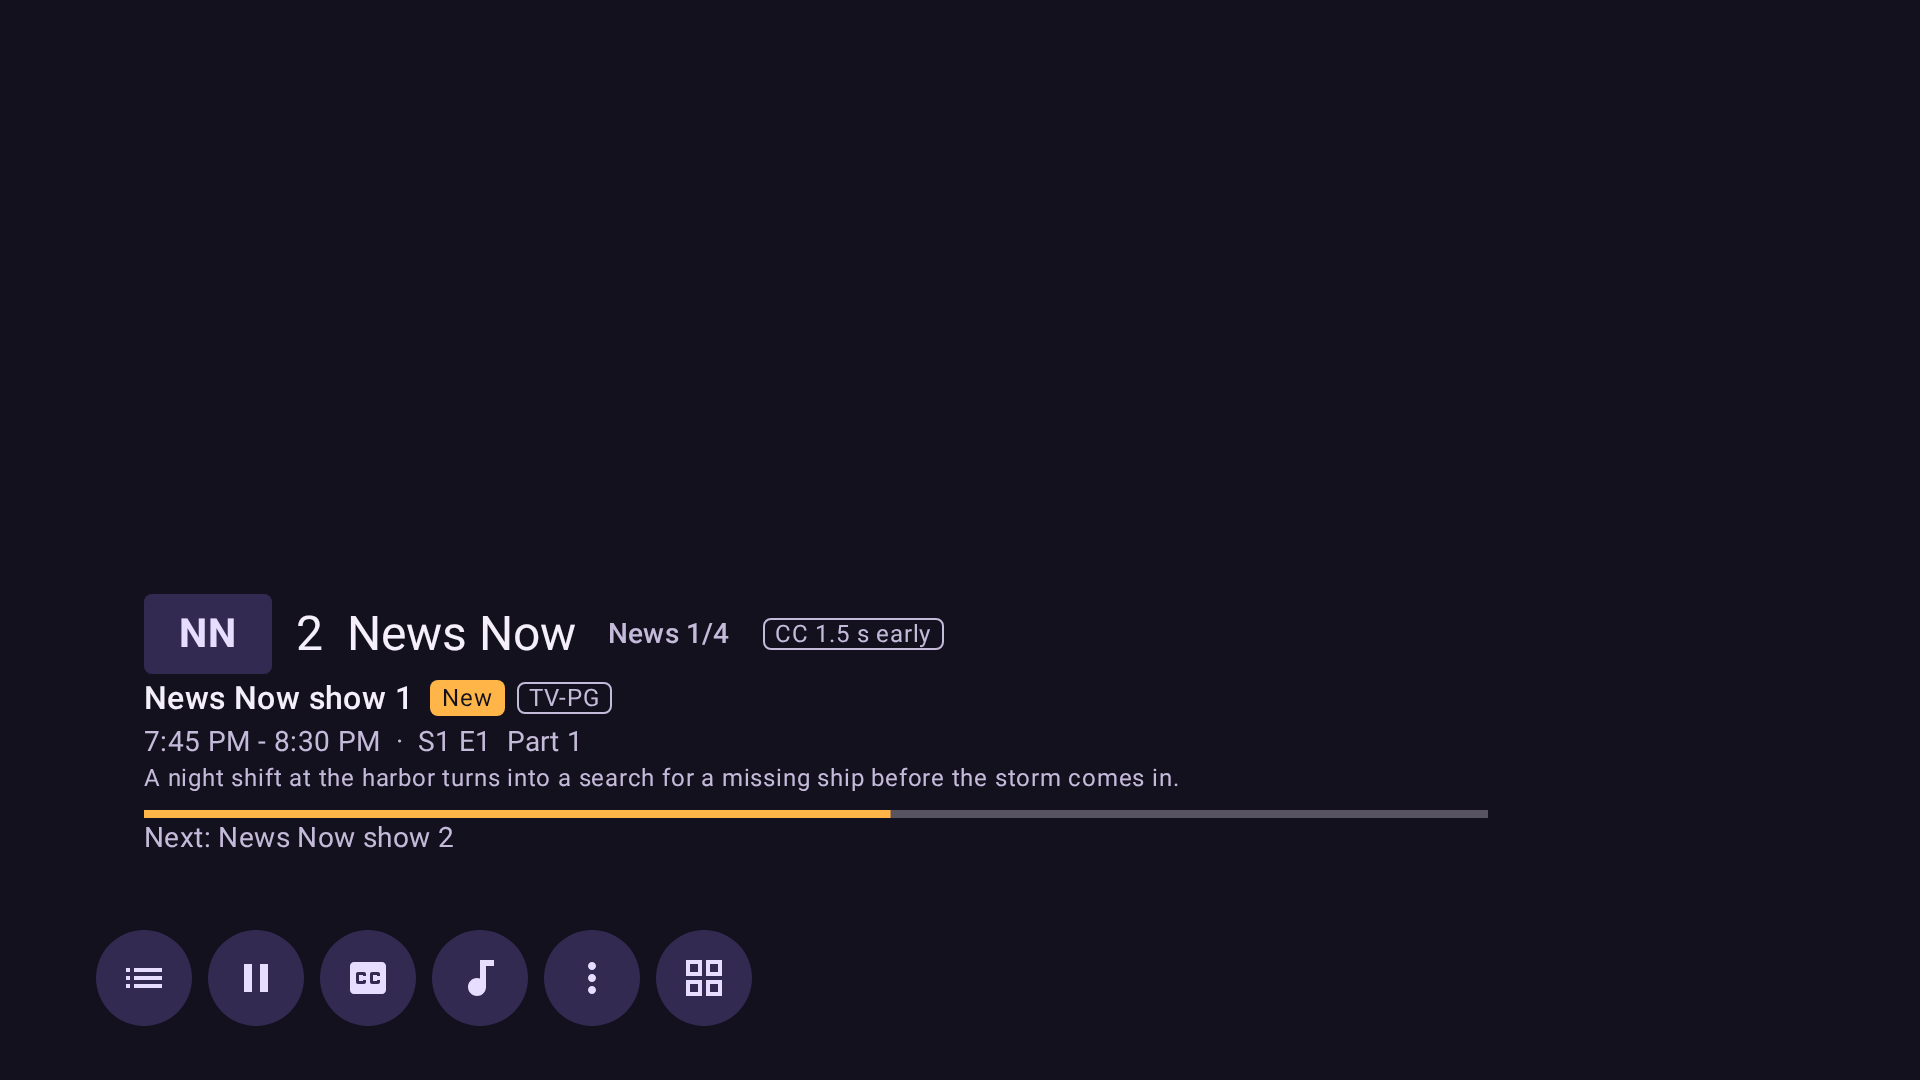 NN 2 News Now News 1/4 CC 1.5 s early
News Now show 1 New TV-PG
7:45 PM - 8:30 PM · S1 E1 Part 1
A night shift at the harbor turns into a search for a missing ship before the storm comes in.
Next: News Now show 2
CC